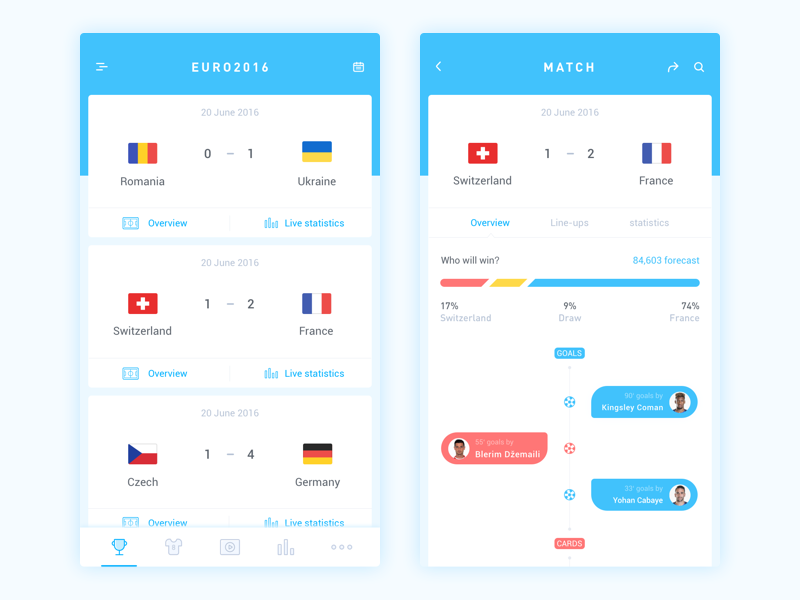 EURO2016
20 June 2016
0 – 1
Romania Ukraine
Overview Live statistics
20 June 2016
1 – 2
Switzerland France
Overview Live statistics
20 June 2016
1 – 4
Czech Germany
Overview Live statistics
MATCH
20 June 2016
1 – 2
Switzerland France
Overview Line-ups statistics
Who will win? 84,603 forecast
17% 9% 74%
Switzerland Draw France
GOALS
90' goals by
Kingsley Coman
55' goals by
Blerim Džemaili
33' goals by
Yohan Cabaye
CARDS